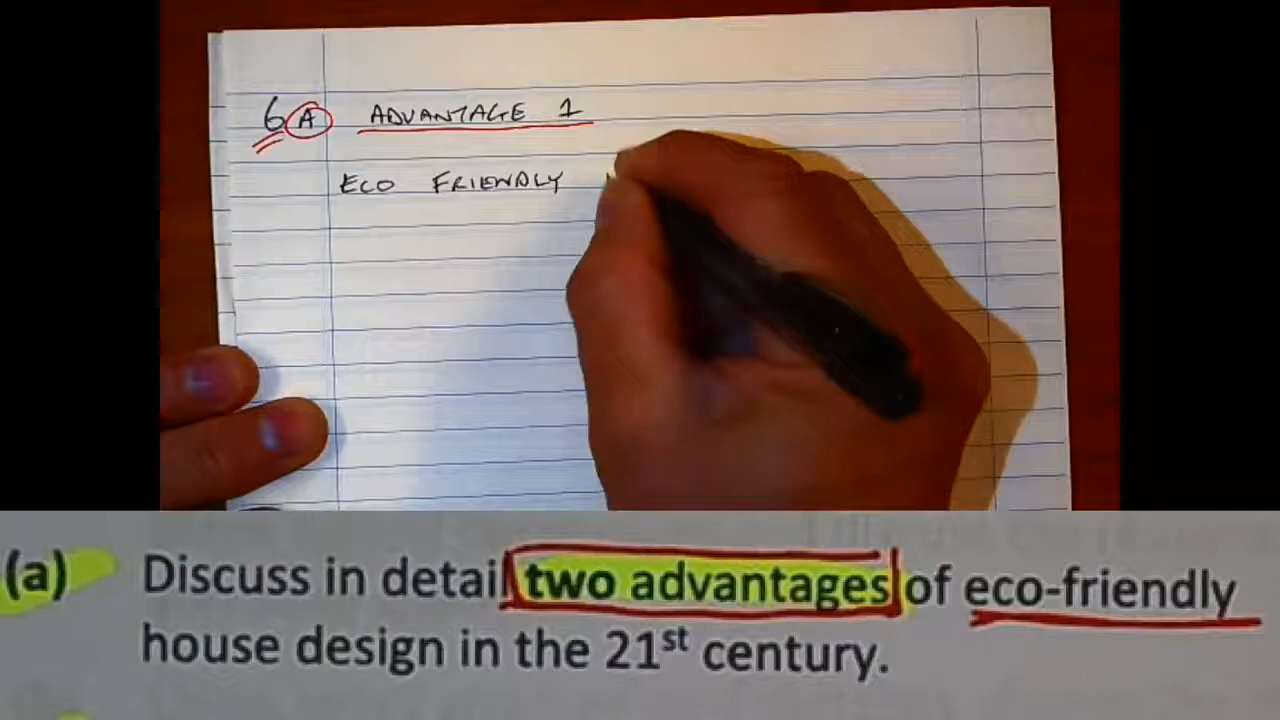 6 A ADVANTAGE 1
ECO FRIENDLY
(a) Discuss in detail two advantages of eco-friendly
house design in the 21st century.